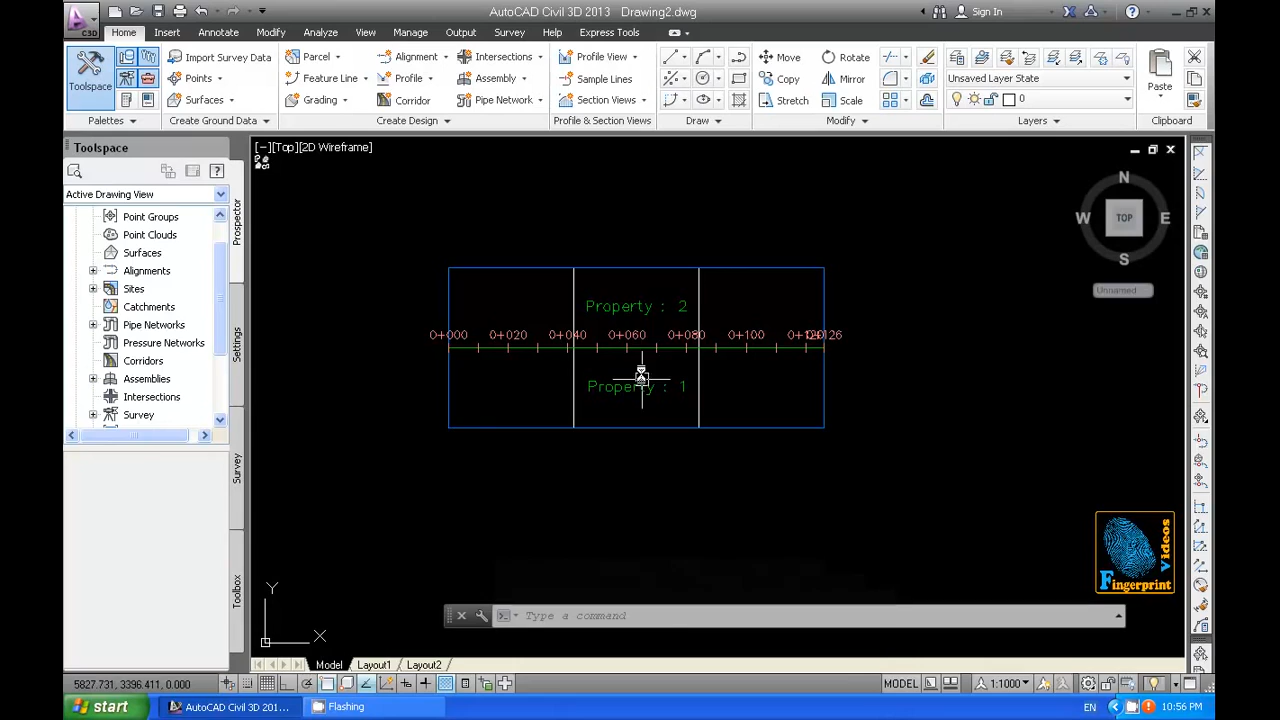 AutoCAD Civil 3D 2013 Drawing2.dwg
Sign In
C3D
Home Insert Annotate Modify Analyze View Manage Output Survey Help Express Tools
Toolspace
Import Survey Data
Points
Surfaces
Parcel
Feature Line
Grading
Alignment
Profile
Corridor
Intersections
Assembly
Pipe Network
Profile View
Sample Lines
Section Views
Move
Copy
Stretch
Rotate
Mirror
Scale
Unsaved Layer State
0
Paste
Palettes Create Ground Data Create Design Profile & Section Views Draw Modify Layers Clipboard
Toolspace
Active Drawing View
Point Groups
Point Clouds
Surfaces
Alignments
Sites
Catchments
Pipe Networks
Pressure Networks
Corridors
Assemblies
Intersections
Survey
Prospector
Settings
Survey
Toolbox
[−][Top][2D Wireframe]
N
W TOP E
S
Unnamed
Property : 2
0+000 0+020 0+040 0+060 0+080 0+100
Property : 1
Fingerprint
Videos
Y
X
Type a command
Model Layout1 Layout2
5827.731, 3396.411, 0.000
MODEL
1:1000
start
AutoCAD Civil 3D 201...
Flashing
EN
10:56 PM